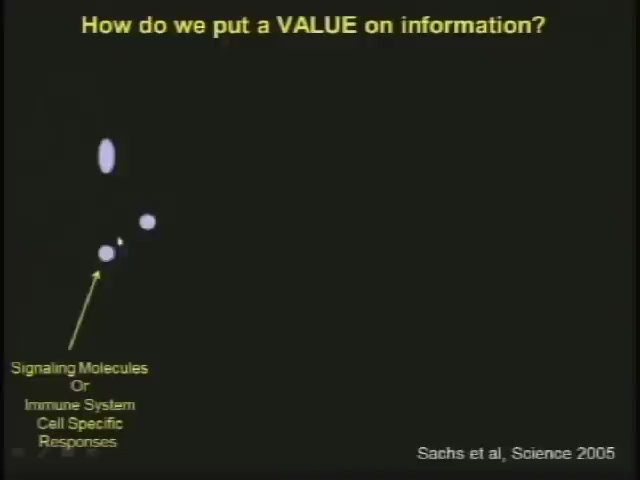 How do we put a VALUE on information?
Signaling Molecules
Or
Immune System
Cell Specific
Responses
Sachs et al, Science 2005